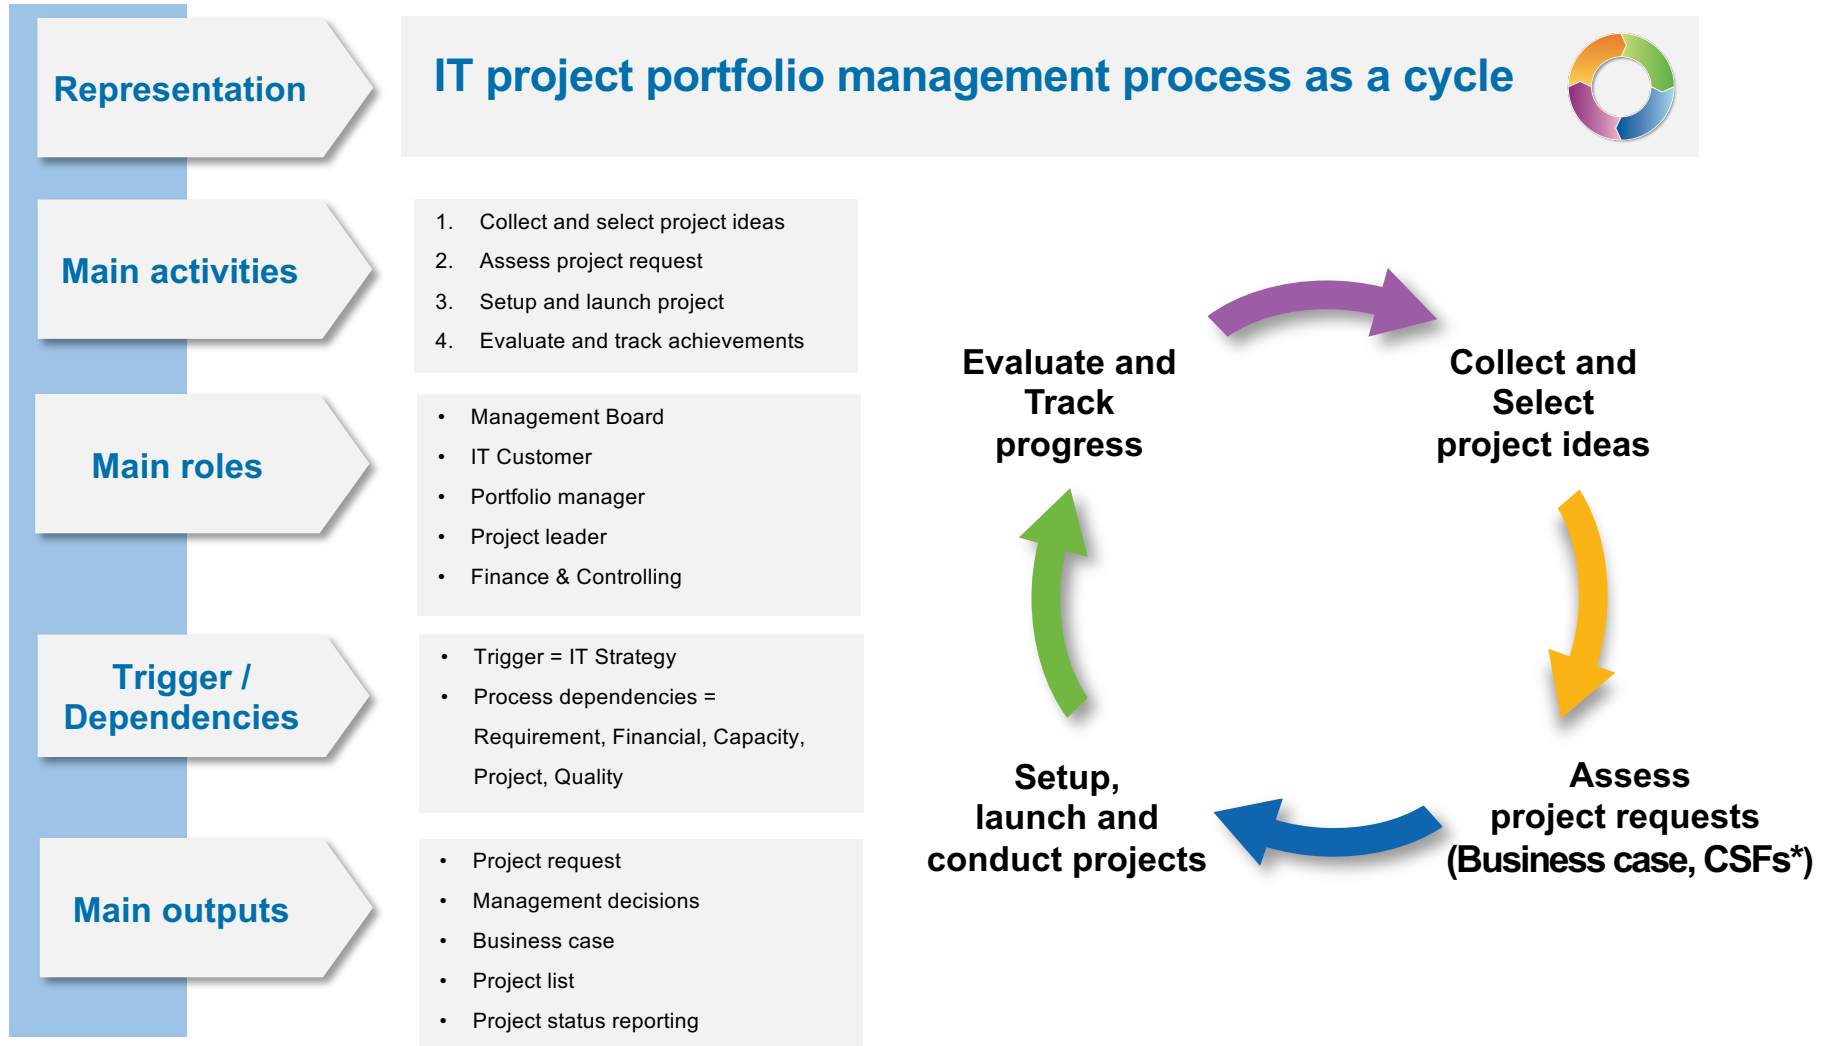 Representation
IT project portfolio management process as a cycle
Main activities
1. Collect and select project ideas
2. Assess project request
3. Setup and launch project
4. Evaluate and track achievements
Main roles
• Management Board
• IT Customer
• Portfolio manager
• Project leader
• Finance & Controlling
Trigger /
Dependencies
• Trigger = IT Strategy
• Process dependencies =
Requirement, Financial, Capacity,
Project, Quality
Main outputs
• Project request
• Management decisions
• Business case
• Project list
• Project status reporting
Evaluate and
Track
progress
Collect and
Select
project ideas
Setup,
launch and
conduct projects
Assess
project requests
(Business case, CSFs*)